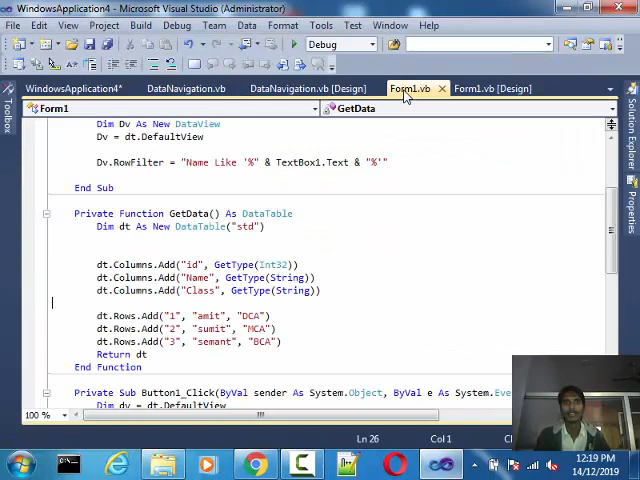 WindowsApplication4 - Microsoft Visual Studio (Administrator)
File Edit View Project Build Debug Team Data Format Tools Test Window Help
Debug
WindowsApplication4* DataNavigation.vb DataNavigation.vb [Design] Form1.vb Form1.vb [Design]
Toolbox
Solution Explorer
Properties
Form1 GetData
Dim Dv As New DataView
Dv = dt.DefaultView
Dv.RowFilter = "Name Like '%" & TextBox1.Text & "%'"
End Sub
Private Function GetData() As DataTable
Dim dt As New DataTable("std")
dt.Columns.Add("id", GetType(Int32))
dt.Columns.Add("Name", GetType(String))
dt.Columns.Add("Class", GetType(String))
dt.Rows.Add("1", "amit", "DCA")
dt.Rows.Add("2", "sumit", "MCA")
dt.Rows.Add("3", "semant", "BCA")
Return dt
End Function
Private Sub Button1_Click(ByVal sender As System.Object, ByVal e As System.Eve
Dim dv = dt.DefaultView
100 %
Ln 26 Col 1
12:19 PM
14/12/2019